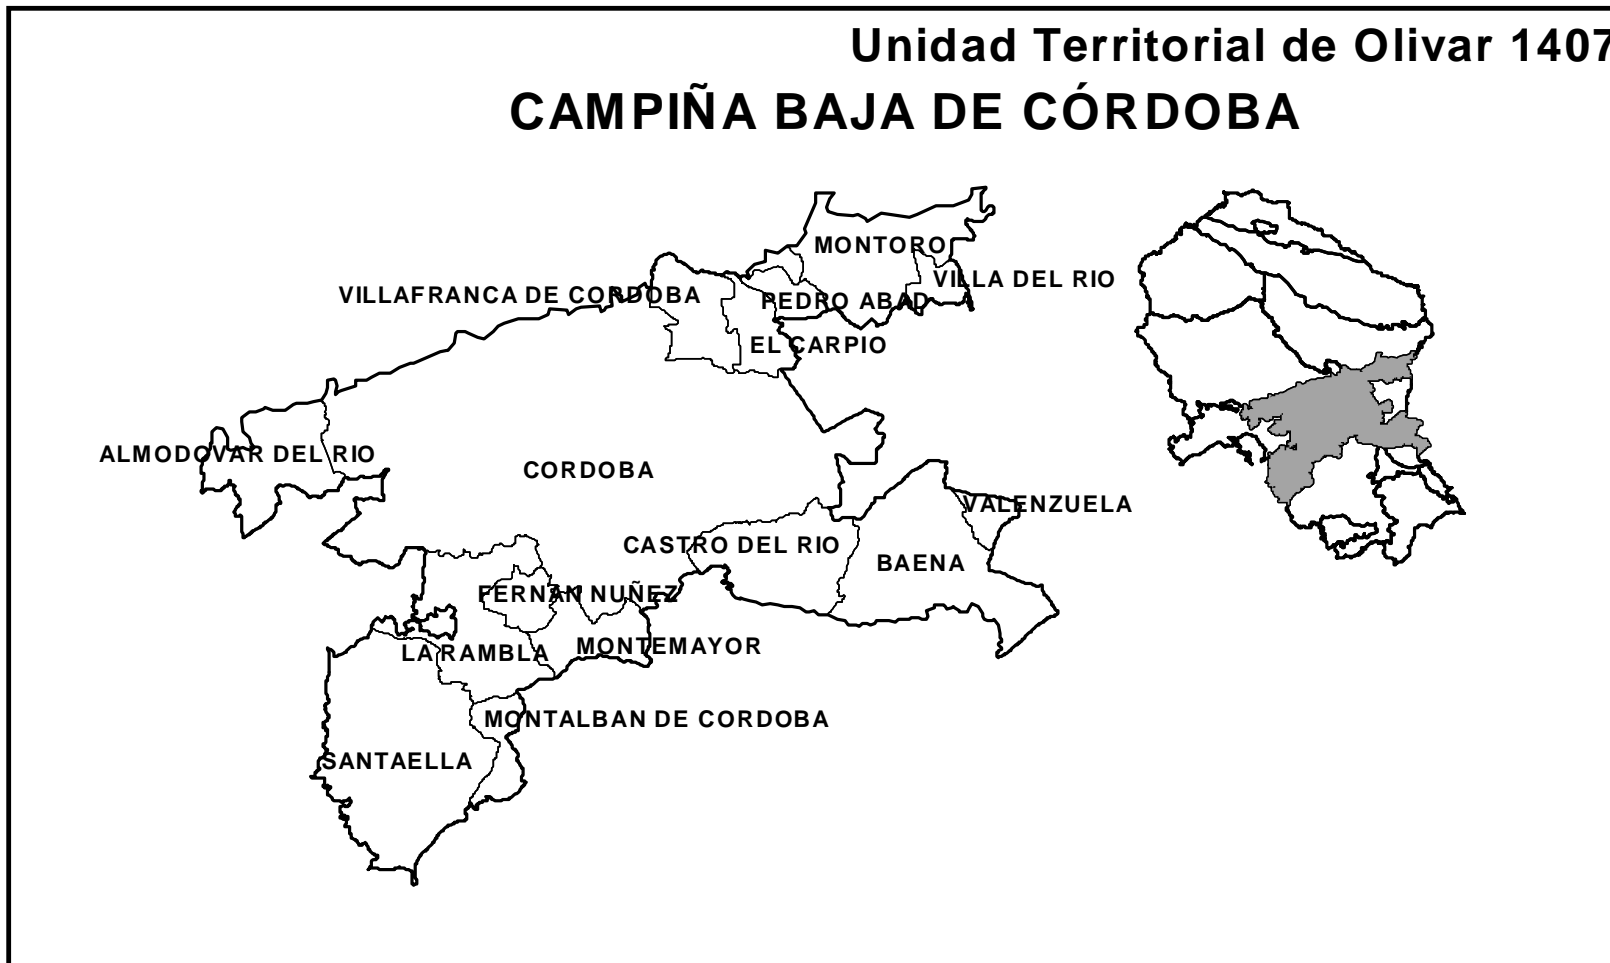 Unidad Territorial de Olivar 1407
CAMPIÑA BAJA DE CÓRDOBA
MONTORO
VILLA DEL RIO
VILLAFRANCA DE CORDOBA
PEDRO ABAD
EL CARPIO
ALMODOVAR DEL RIO
CORDOBA
VALENZUELA
CASTRO DEL RIO
BAENA
FERNAN NUÑEZ
LA RAMBLA
MONTEMAYOR
MONTALBAN DE CORDOBA
SANTAELLA